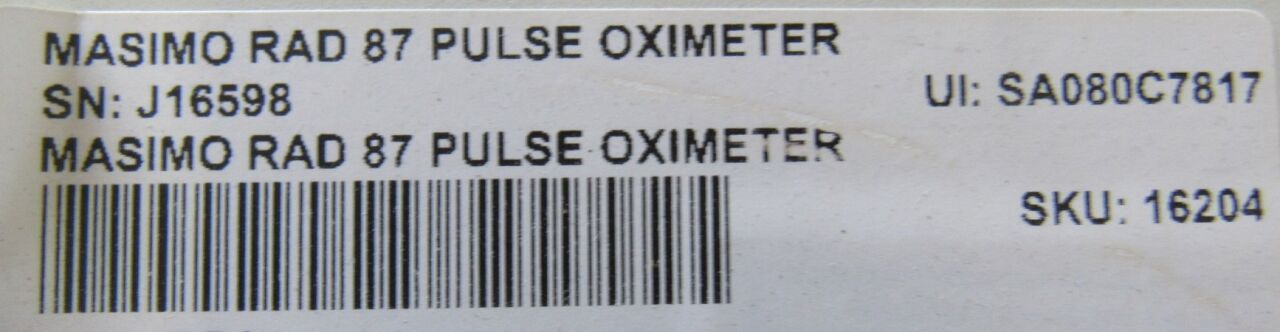 MASIMO RAD 87 PULSE OXIMETER
SN: J16598
UI: SA080C7817
MASIMO RAD 87 PULSE OXIMETER
SKU: 16204